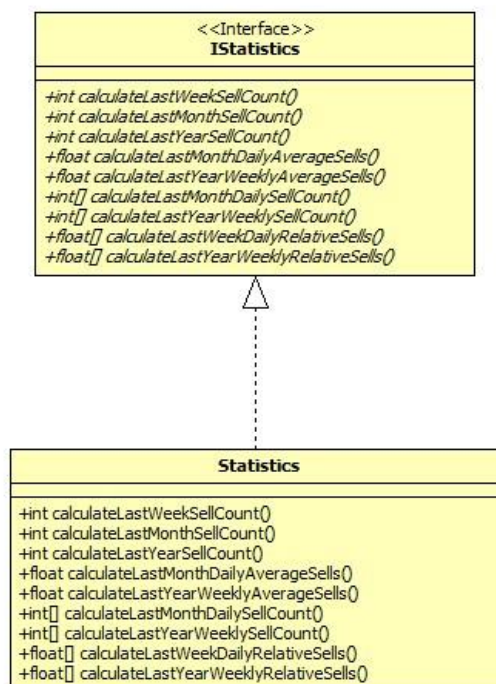 <<Interface>>
IStatistics
+int calculateLastWeekSellCount()
+int calculateLastMonthSellCount()
+int calculateLastYearSellCount()
+float calculateLastMonthDailyAverageSells()
+float calculateLastYearWeeklyAverageSells()
+int[] calculateLastMonthDailySellCount()
+int[] calculateLastYearWeeklySellCount()
+float[] calculateLastWeekDailyRelativeSells()
+float[] calculateLastYearWeeklyRelativeSells()
Statistics
+int calculateLastWeekSellCount()
+int calculateLastMonthSellCount()
+int calculateLastYearSellCount()
+float calculateLastMonthDailyAverageSells()
+float calculateLastYearWeeklyAverageSells()
+int[] calculateLastMonthDailySellCount()
+int[] calculateLastYearWeeklySellCount()
+float[] calculateLastWeekDailyRelativeSells()
+float[] calculateLastYearWeeklyRelativeSells()